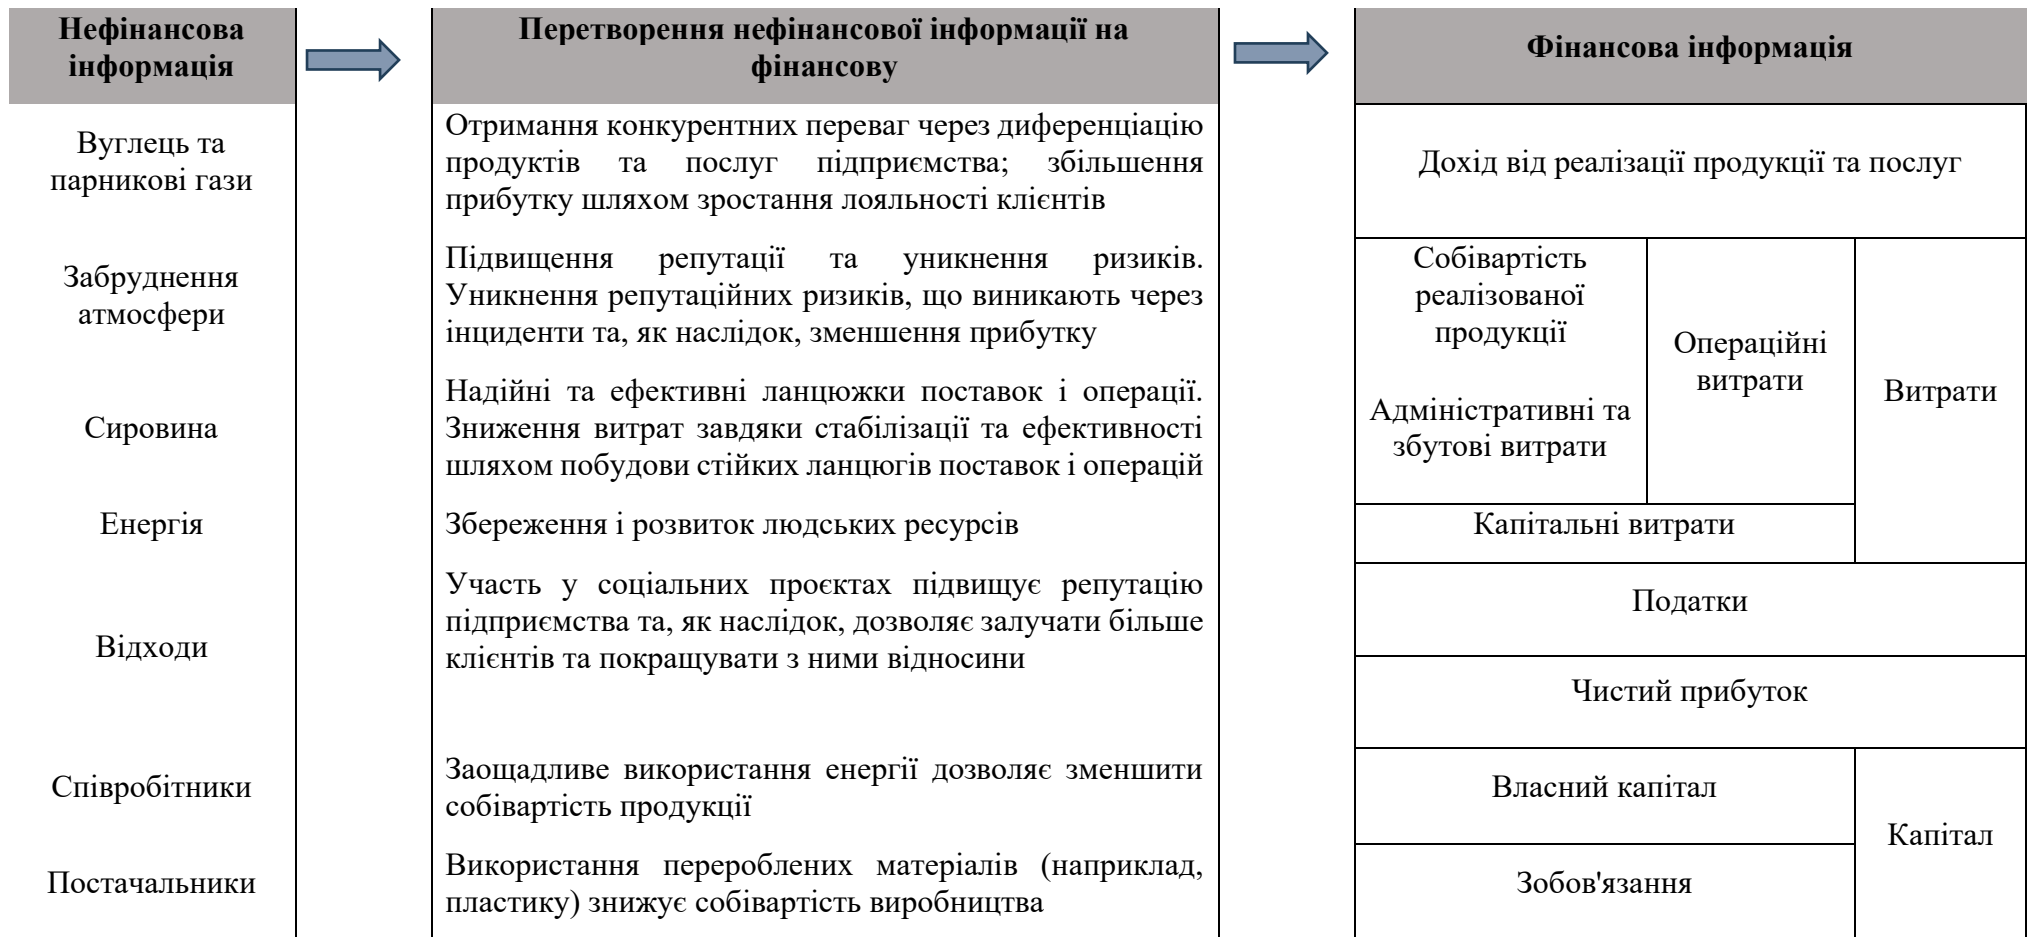 Нефінансова
інформація
Перетворення нефінансової інформації на
фінансову
Фінансова інформація
Вуглець та
парникові гази
Отримання конкурентних переваг через диференціацію
продуктів та послуг підприємства; збільшення
прибутку шляхом зростання лояльності клієнтів
Дохід від реалізації продукції та послуг
Забруднення
атмосфери
Підвищення репутації та уникнення ризиків.
Уникнення репутаційних ризиків, що виникають через
інциденти та, як наслідок, зменшення прибутку
Собівартість
реалізованої
продукції
Адміністративні та
збутові витрати
Операційні
витрати
Витрати
Сировина
Надійні та ефективні ланцюжки поставок і операції.
Зниження витрат завдяки стабілізації та ефективності
шляхом побудови стійких ланцюгів поставок і операцій
Енергія
Збереження і розвиток людських ресурсів
Капітальні витрати
Відходи
Участь у соціальних проєктах підвищує репутацію
підприємства та, як наслідок, дозволяє залучати більше
клієнтів та покращувати з ними відносини
Податки
Чистий прибуток
Співробітники
Заощадливе використання енергії дозволяє зменшити
собівартість продукції
Власний капітал
Капітал
Постачальники
Використання перероблених матеріалів (наприклад,
пластику) знижує собівартість виробництва
Зобов'язання